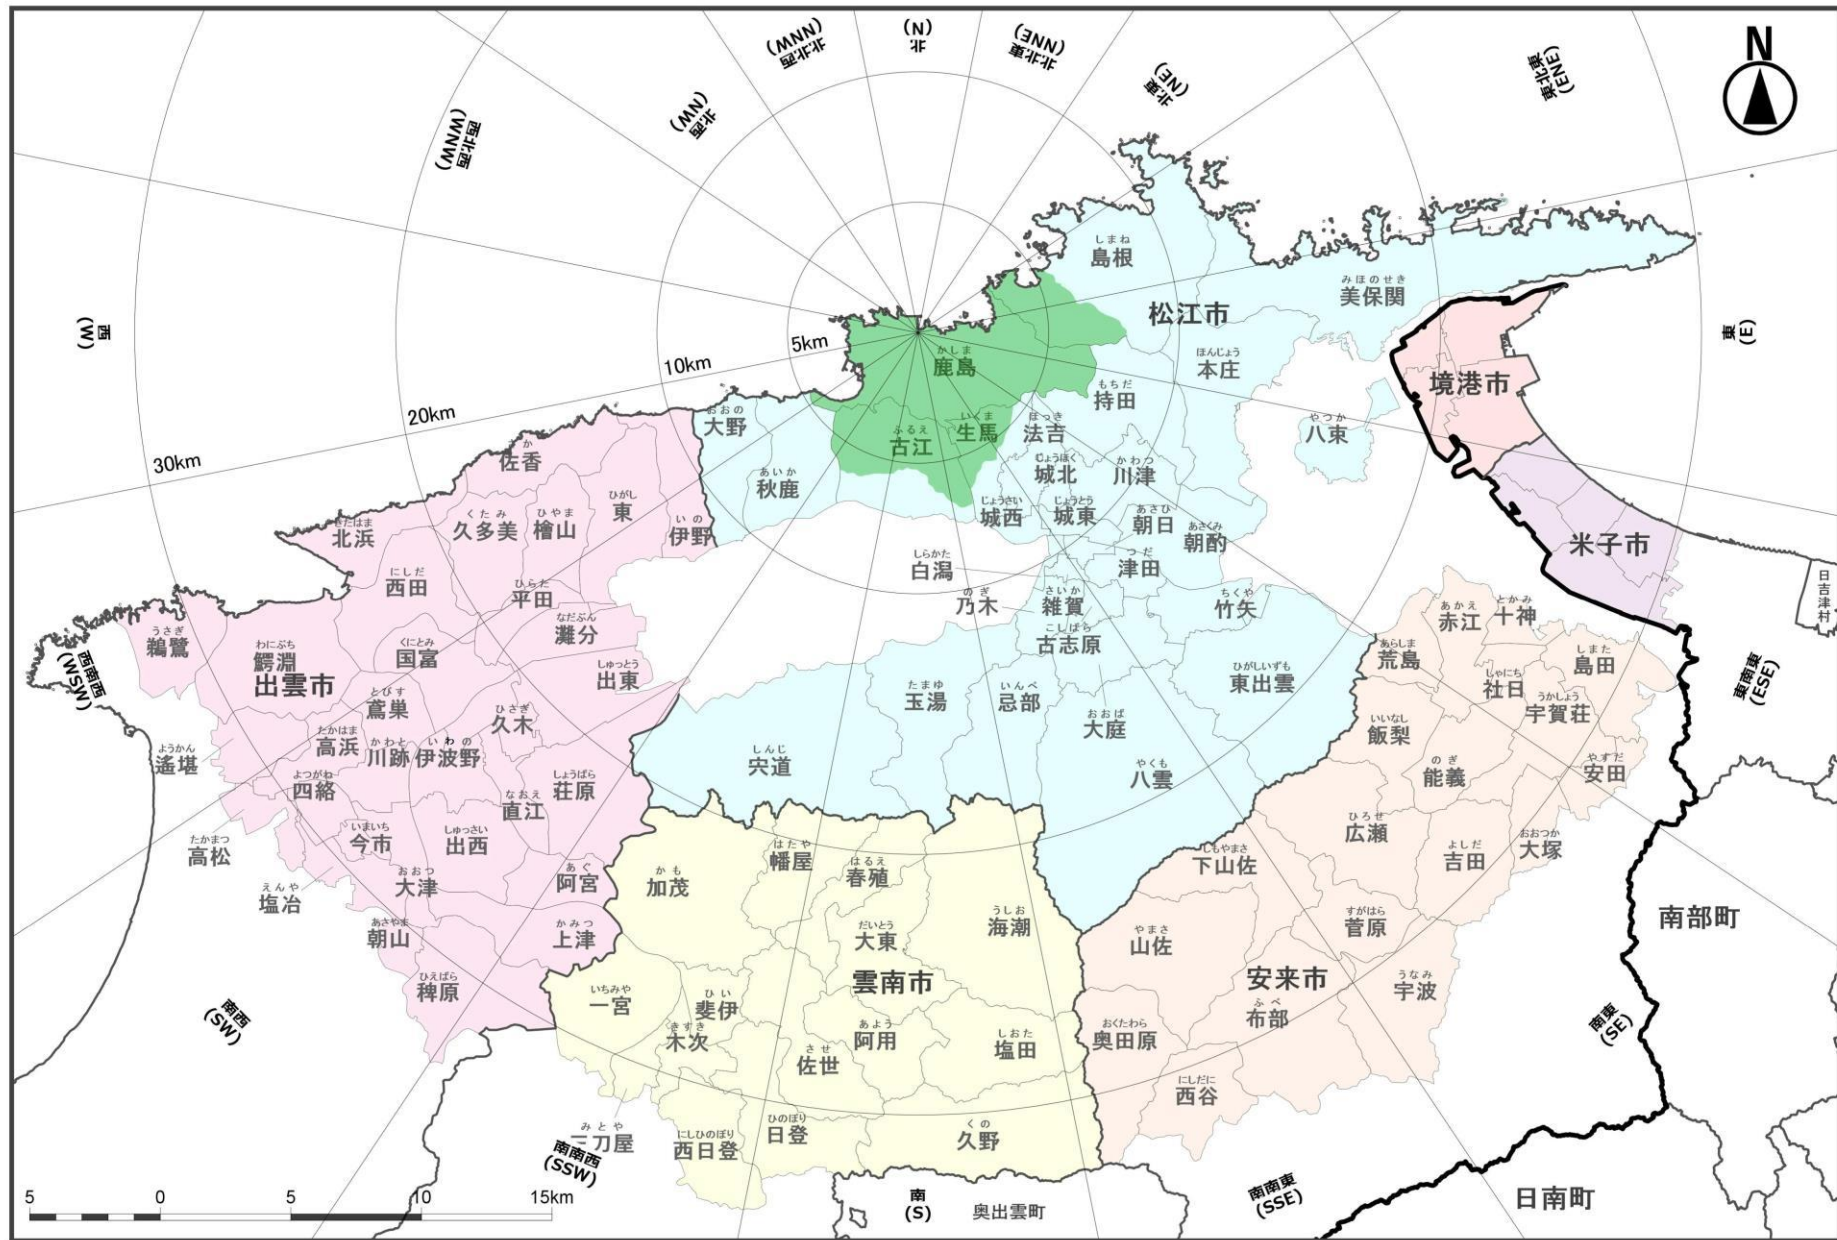 北北西
(NNW)
北
(N)
北北東
(NNE)
北東
(NE)
東北東
(ENE)
N
北西
(NW)
西北西
(WNW)
西
(W)
東
(E)
5km
10km
20km
30km
しまね
島根
みほのせき
美保関
松江市
ほんじょう
本庄
かしま
鹿島
もちだ
持田
境港市
やつか
八束
おおの
大野
ふるえ
古江
いくま
生馬
ほっき
法吉
じょうほく
城北
かわつ
川津
あいか
秋鹿
じょうさい
城西
じょうとう
城東
あさひ
朝日
あさくみ
朝酌
米子市
日吉津村
さか
佐香
きたはま
北浜
くたみ
久多美
ひやま
檜山
ひがし
東
いの
伊野
しらかた
白潟
つだ
津田
のぎ
乃木
さいか
雑賀
ちくや
竹矢
こしばら
古志原
にしだ
西田
ひらた
平田
なだぶん
灘分
うさぎ
鵜鷺
わにぶち
鰐淵
くにとみ
国富
しゅっとう
出東
出雲市
西南西
(WSW)
とびす
鳶巣
ひさぎ
久木
たかはま
高浜
かわと
川跡
いわの
伊波野
ようかん
遙堪
よつがね
四絡
なおえ
直江
しょうばら
荘原
たかまつ
高松
いまいち
今市
しゅっさい
出西
えんや
塩冶
おおつ
大津
あぐ
阿宮
あさやま
朝山
かみつ
上津
ひえばら
稗原
たまゆ
玉湯
いんべ
忌部
おおば
大庭
ひがしいずも
東出雲
しんじ
宍道
やくも
八雲
あかえ
赤江
とかみ
十神
あらしま
荒島
しまた
島田
しゃにち
社日
うかしょう
宇賀荘
いいなし
飯梨
のぎ
能義
やすだ
安田
東南東
(ESE)
ひろせ
広瀬
よしだ
吉田
おおつか
大塚
しもやまさ
下山佐
すがはら
菅原
やまさ
山佐
安来市
うなみ
宇波
ふべ
布部
おくたわら
奥田原
にしだに
西谷
南部町
はたや
幡屋
はるえ
春殖
かも
加茂
うしお
海潮
だいとう
大東
雲南市
いちみや
一宮
ひい
斐伊
きすき
木次
あよう
阿用
しおた
塩田
させ
佐世
みとや
三刀屋
にしひのぼり
西日登
ひのぼり
日登
くの
久野
南西
(SW)
南南西
(SSW)
南
(S)
奥出雲町
南南東
(SSE)
南東
(SE)
日南町
5 0 5 10 15km